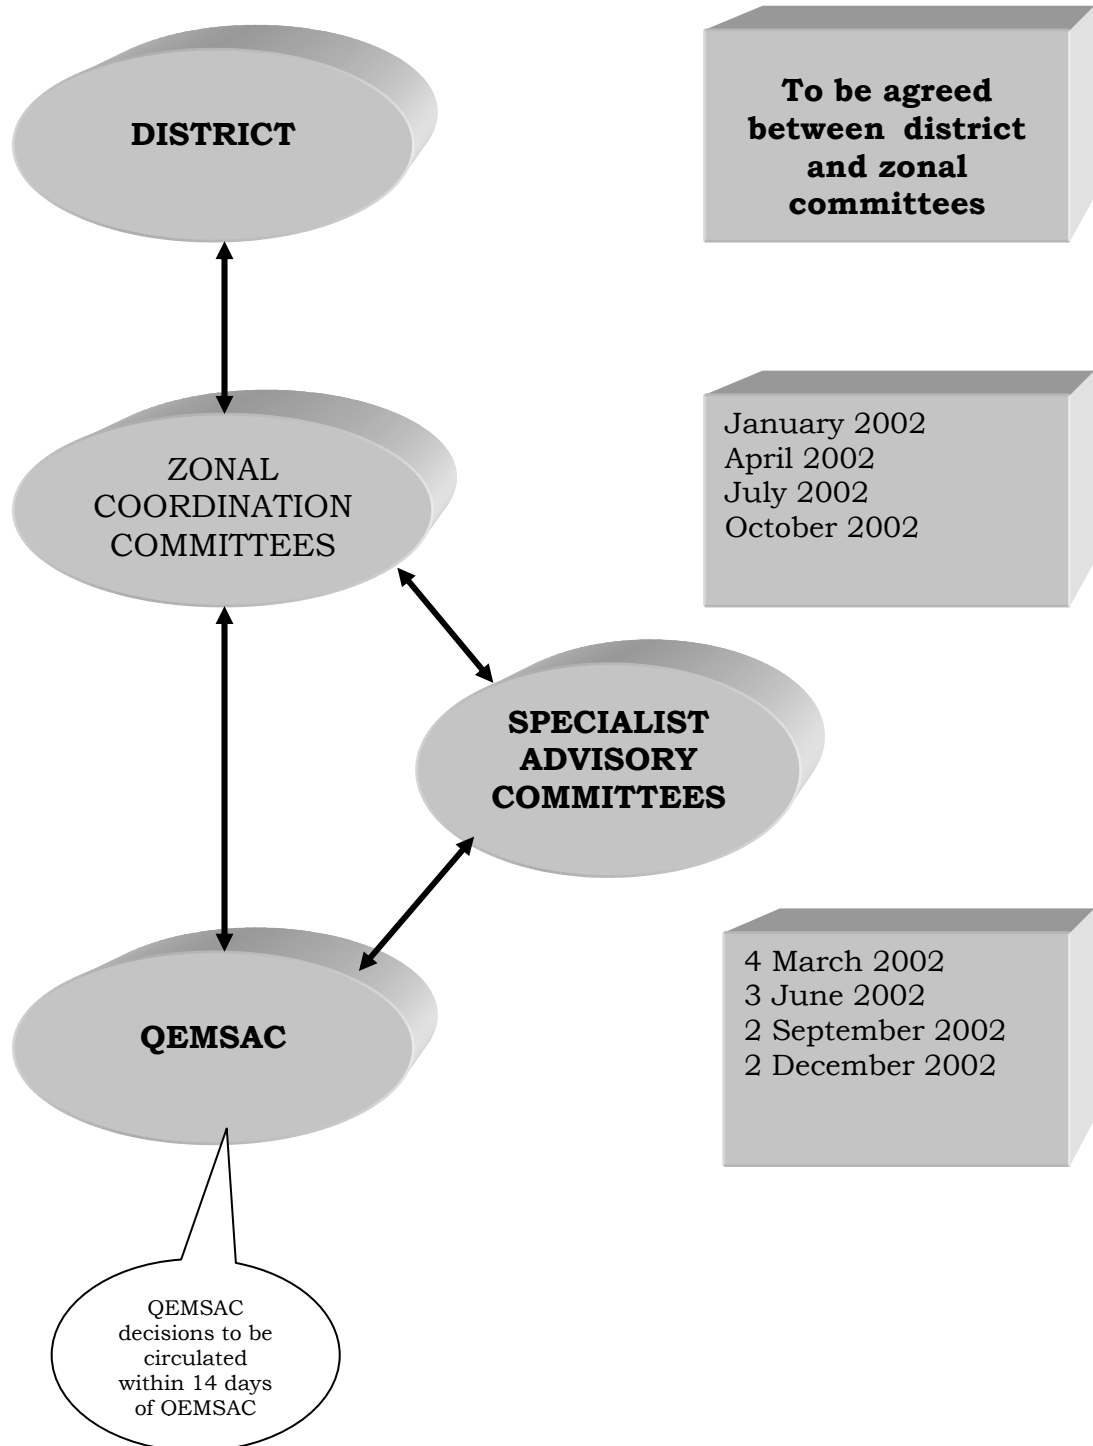 DISTRICT
To be agreed
between district
and zonal
committees
ZONAL
COORDINATION
COMMITTEES
January 2002
April 2002
July 2002
October 2002
SPECIALIST
ADVISORY
COMMITTEES
QEMSAC
4 March 2002
3 June 2002
2 September 2002
2 December 2002
QEMSAC
decisions to be
circulated
within 14 days
of OEMSAC